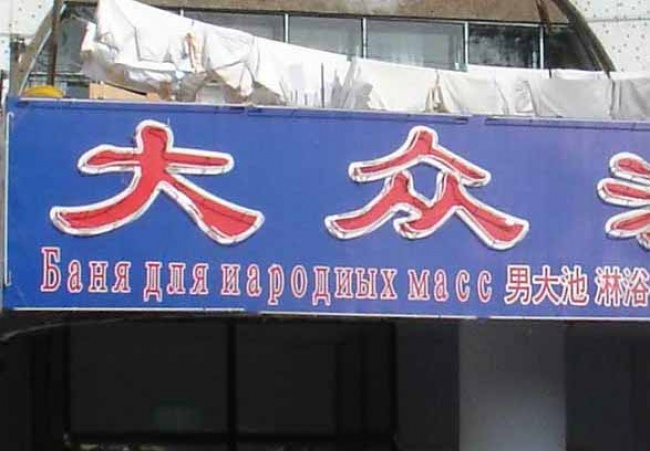 大众
Баня для иародиых масс 男大池 淋浴